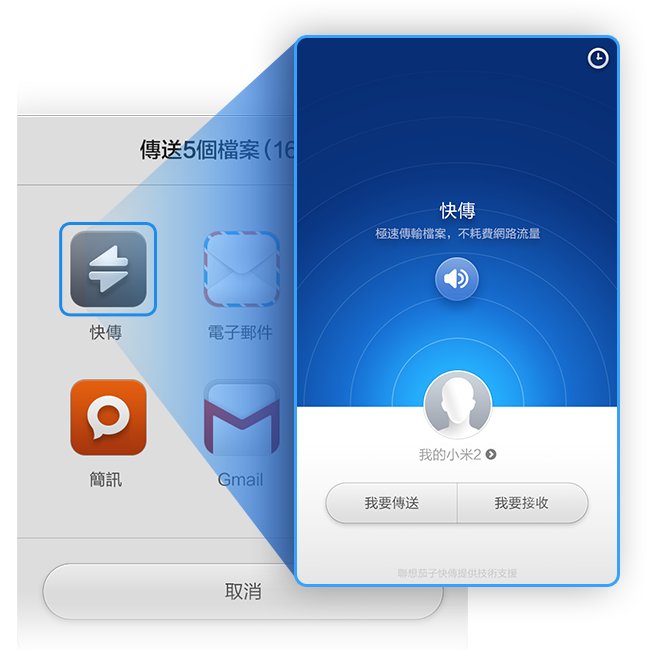 傳送5個檔案(16
快傳
電子郵件
簡訊
Gmail
取消
快傳
極速傳輸檔案，不耗費網路流量
我的小米2
我要傳送
我要接收
聯想茄子快傳提供技術支援